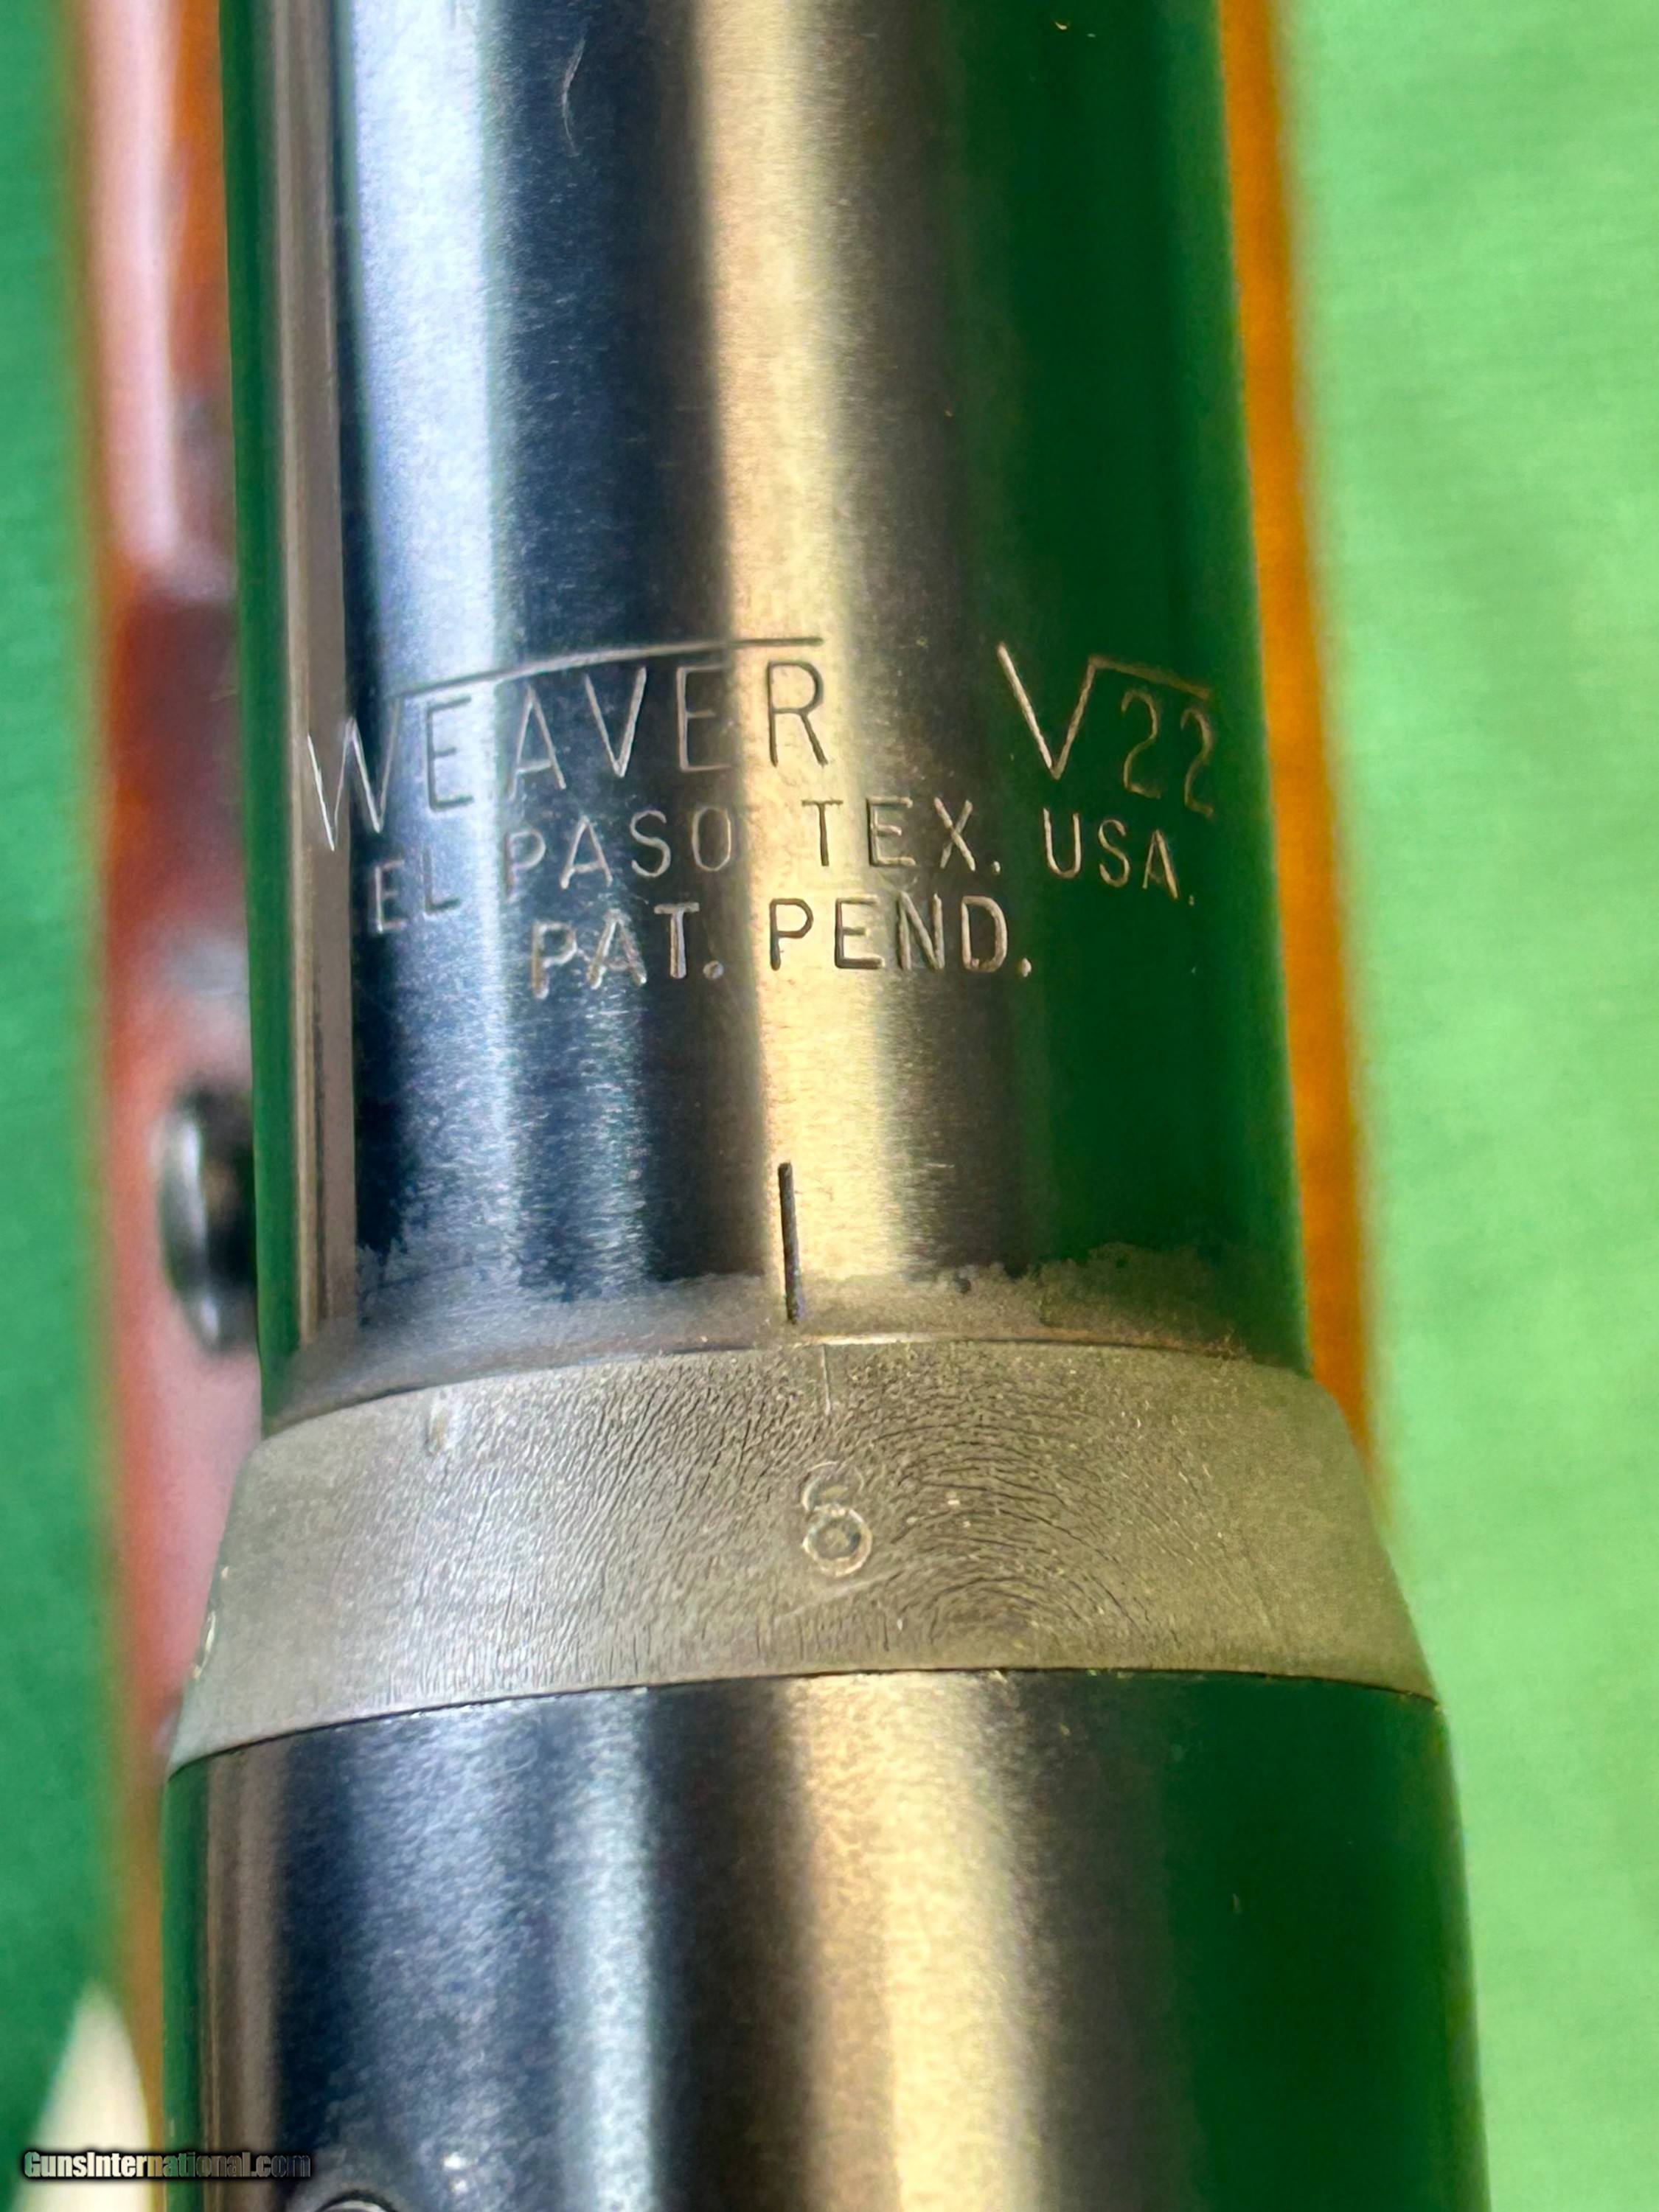 WEAVER V22
EL PASO TEX. USA.
PAT. PEND.
6
GunsInternational.com